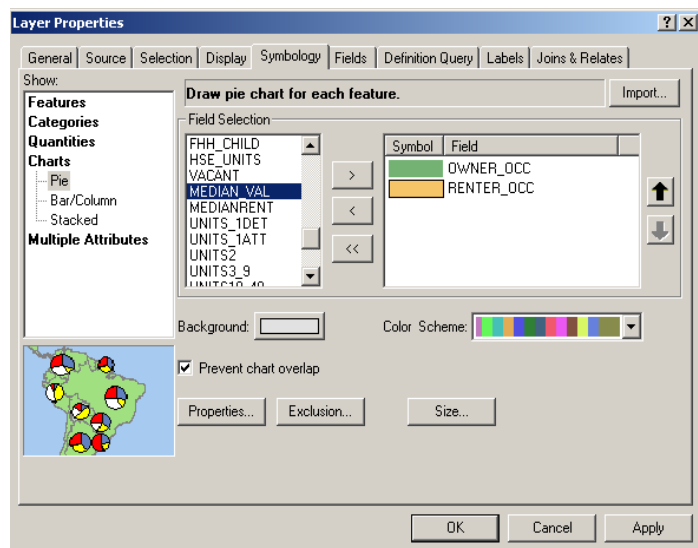 Layer Properties
General Source Selection Display Symbology Fields Definition Query Labels Joins & Relates
Show:
Features
Categories
Quantities
Charts
Pie
Bar/Column
Stacked
Multiple Attributes
Draw pie chart for each feature.
Import...
Field Selection
FHH_CHILD
HSE_UNITS
VACANT
MEDIAN_VAL
MEDIANRENT
UNITS_1DET
UNITS_1ATT
UNITS2
UNITS3_9
>
<
<<
Symbol Field
OWNER_OCC
RENTER_OCC
Background:
Color Scheme:
Prevent chart overlap
Properties...
Exclusion...
Size...
OK
Cancel
Apply